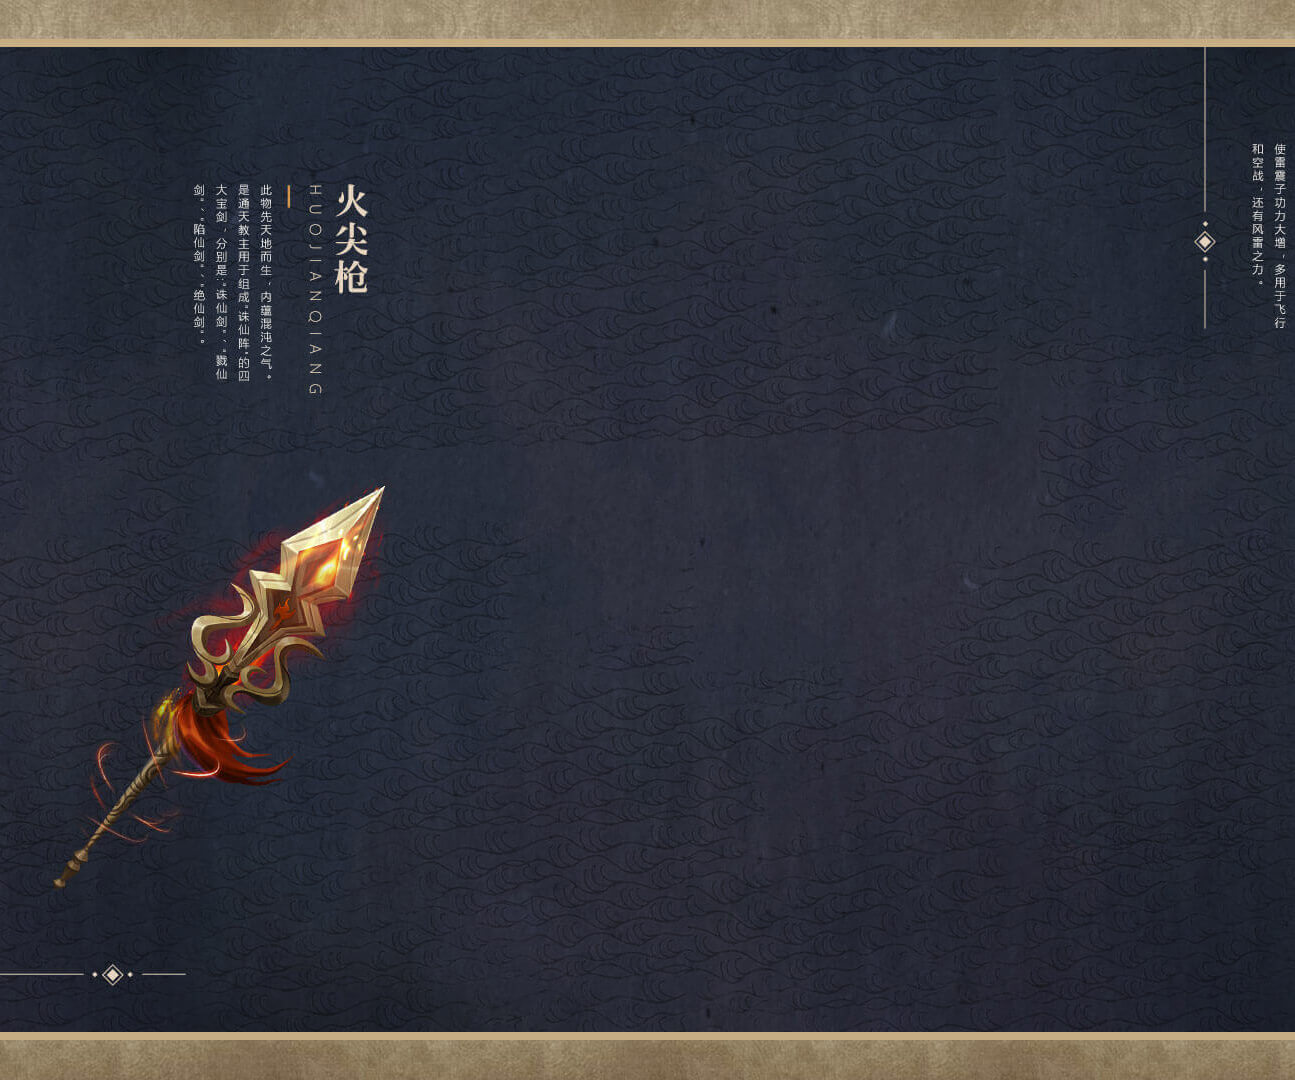 使雷震子功力大增，多用于飞行
和空战，还有风雷之力。
火尖枪
HUOJIANQIANG
此物先天地而生，内蕴混沌之气。
是通天教主用于组成“诛仙阵”的四
大宝剑，分别是：“诛仙剑”、“戮仙
剑”、“陷仙剑”、“绝仙剑”。